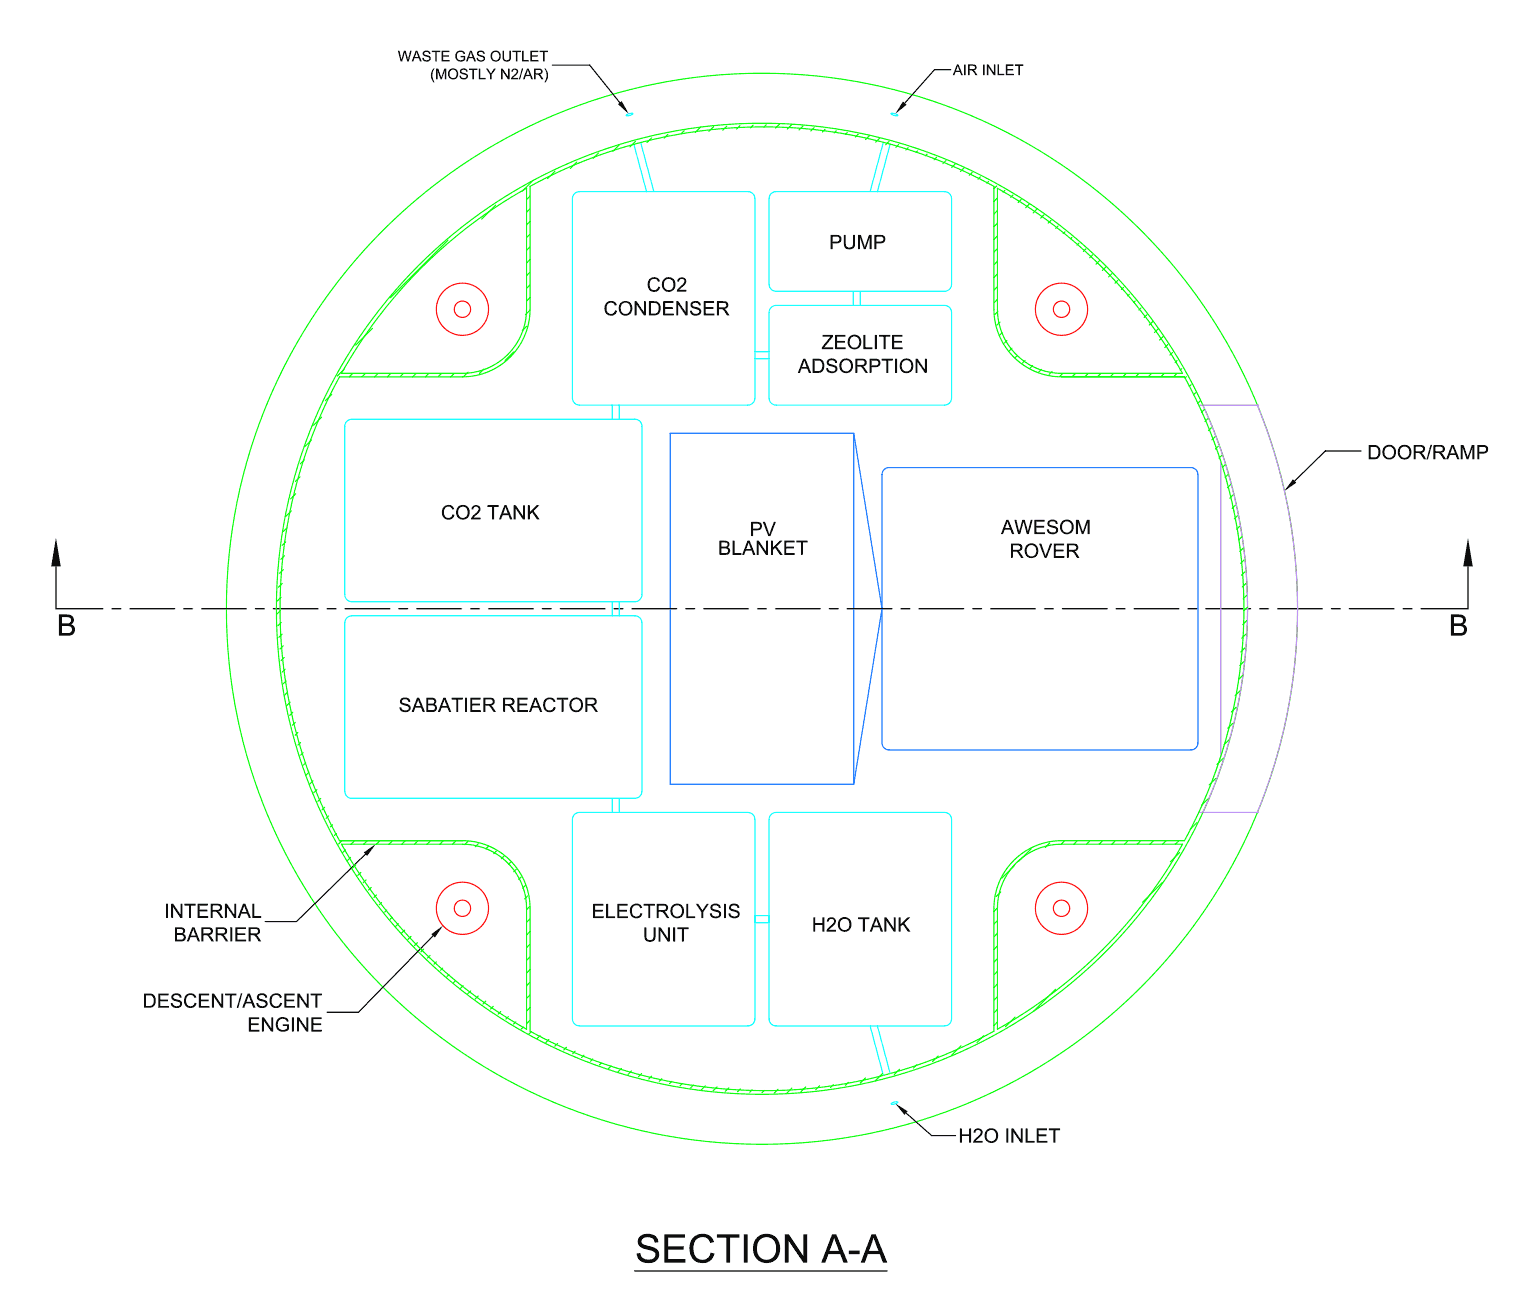 WASTE GAS OUTLET
(MOSTLY N2/AR)
AIR INLET
PUMP
CO2
CONDENSER
ZEOLITE
ADSORPTION
DOOR/RAMP
CO2 TANK
PV
BLANKET
AWESOM
ROVER
B
B
SABATIER REACTOR
INTERNAL
BARRIER
ELECTROLYSIS
UNIT
H2O TANK
DESCENT/ASCENT
ENGINE
H2O INLET
SECTION A-A